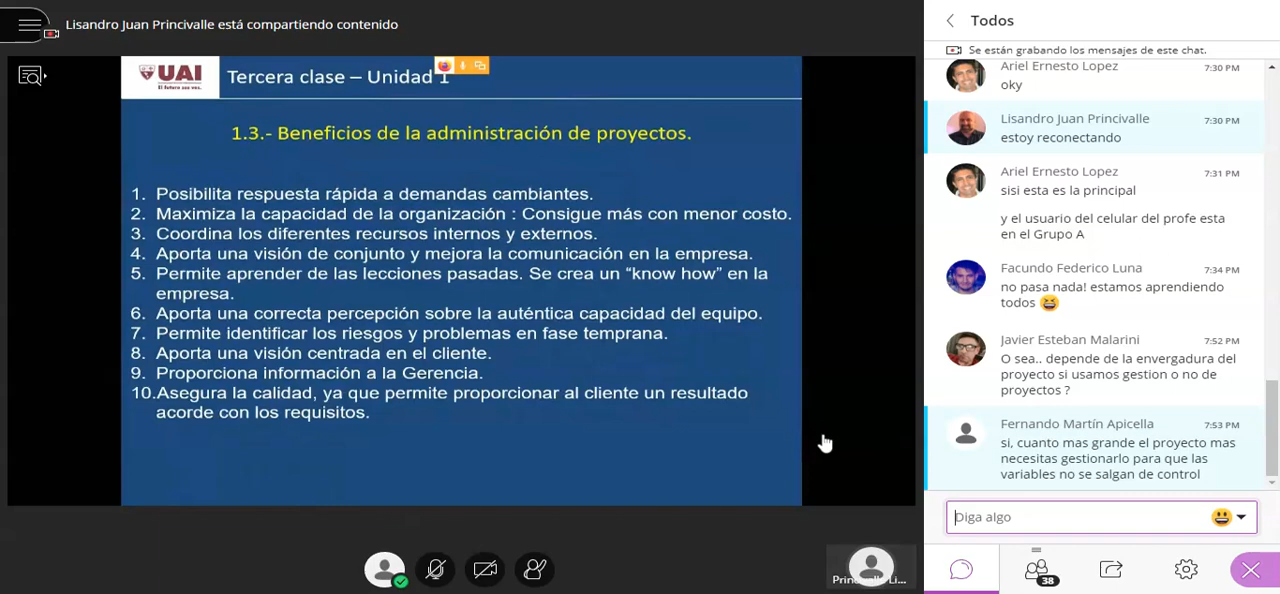 Lisandro Juan Princivalle está compartiendo contenido
UAI
El futuro sos vos.
Tercera clase – Unidad 1
1.3.- Beneficios de la administración de proyectos.
1. Posibilita respuesta rápida a demandas cambiantes.
2. Maximiza la capacidad de la organización : Consigue más con menor costo.
3. Coordina los diferentes recursos internos y externos.
4. Aporta una visión de conjunto y mejora la comunicación en la empresa.
5. Permite aprender de las lecciones pasadas. Se crea un “know how” en la
empresa.
6. Aporta una correcta percepción sobre la auténtica capacidad del equipo.
7. Permite identificar los riesgos y problemas en fase temprana.
8. Aporta una visión centrada en el cliente.
9. Proporciona información a la Gerencia.
10.Asegura la calidad, ya que permite proporcionar al cliente un resultado
acorde con los requisitos.
Princivalle Li...
Todos
Se están grabando los mensajes de este chat.
Ariel Ernesto Lopez 7:30 PM
oky
Lisandro Juan Princivalle 7:30 PM
estoy reconectando
Ariel Ernesto Lopez 7:31 PM
sisi esta es la principal
y el usuario del celular del profe esta
en el Grupo A
Facundo Federico Luna 7:34 PM
no pasa nada! estamos aprendiendo
todos 😆
Javier Esteban Malarini 7:52 PM
O sea.. depende de la envergadura del
proyecto si usamos gestion o no de
proyectos ?
Fernando Martín Apicella 7:53 PM
si, cuanto mas grande el proyecto mas
necesitas gestionarlo para que las
variables no se salgan de control
Diga algo
38